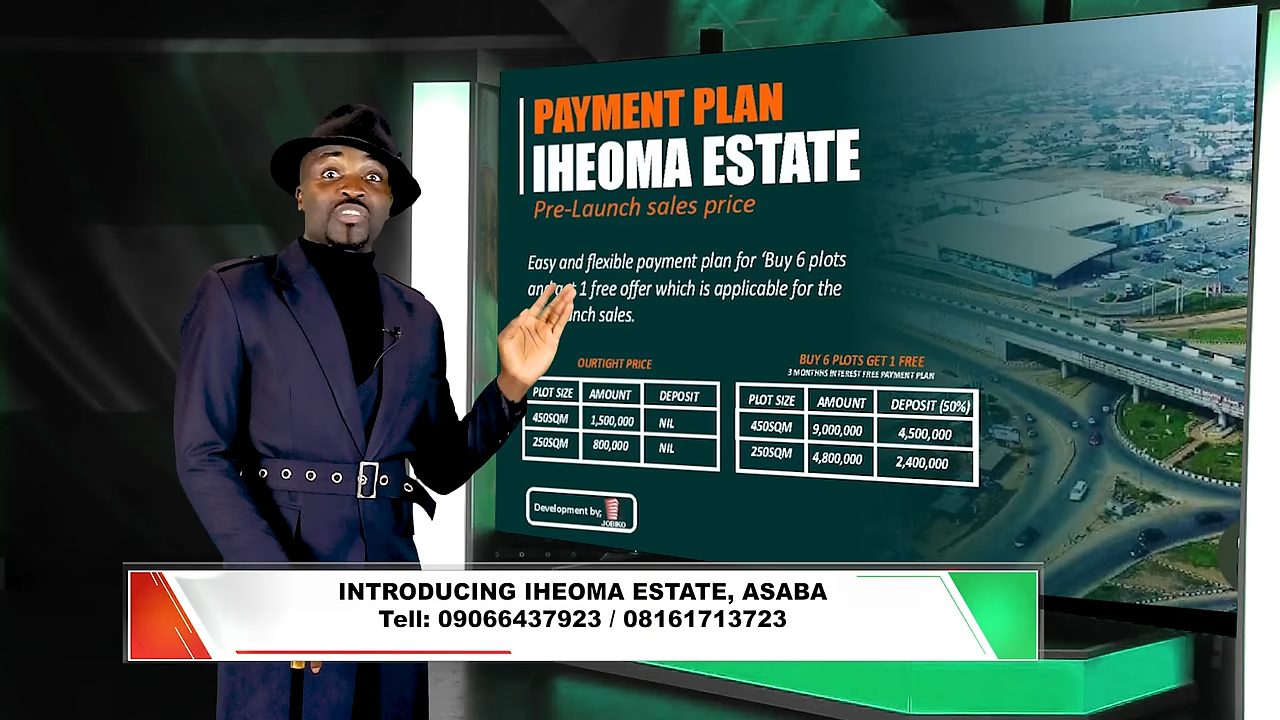 PAYMENT PLAN
IHEOMA ESTATE
Pre-Launch sales price
Easy and flexible payment plan for ‘Buy 6 plots
1 free offer which is applicable for the
sales.
OURTIGHT PRICE
PLOT SIZE AMOUNT DEPOSIT
450SQM 1,500,000 NIL
250SQM 800,000 NIL
BUY 6 PLOTS GET 1 FREE
3 MONTHHS INTEREST FREE PAYMENT PLAN
PLOT SIZE AMOUNT DEPOSIT (50%)
450SQM 9,000,000 4,500,000
250SQM 4,800,000 2,400,000
Development by;
JOBIKO
INTRODUCING IHEOMA ESTATE, ASABA
Tell: 09066437923 / 08161713723